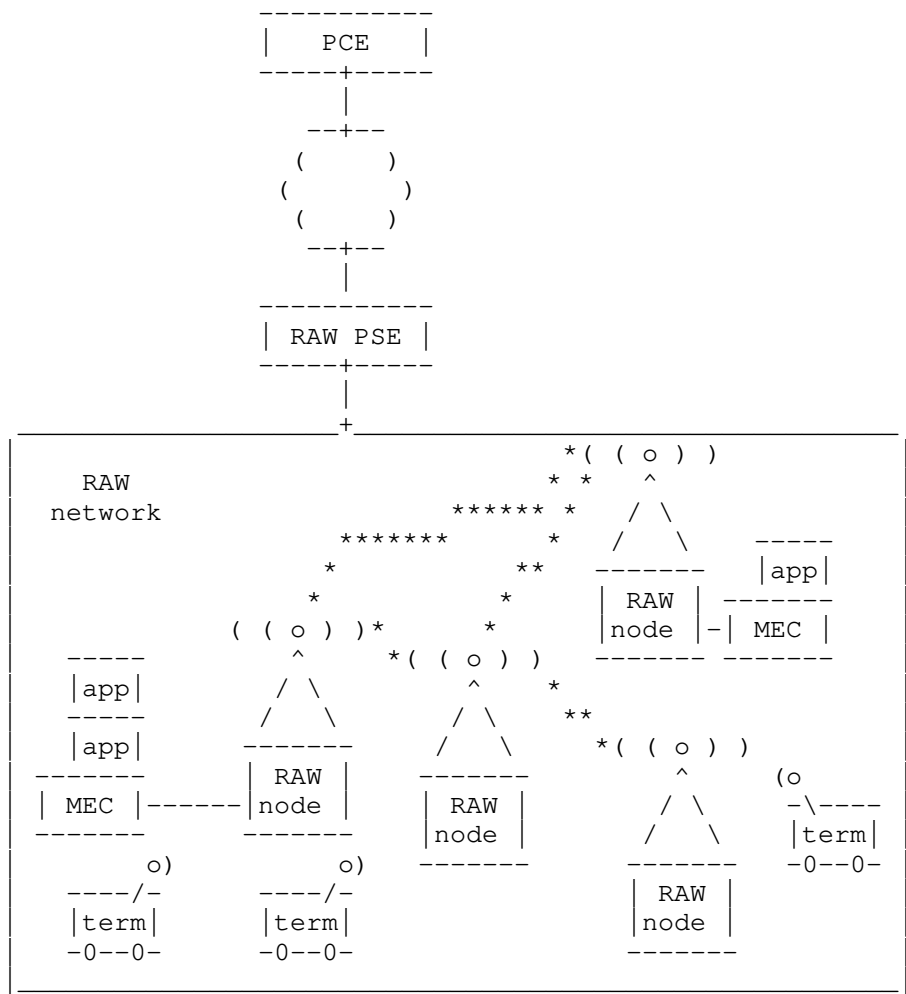 PCE
RAW PSE
RAW
network
app
RAW
node
MEC
app
app
RAW
MEC
node
RAW
node
term
term
term
RAW
node